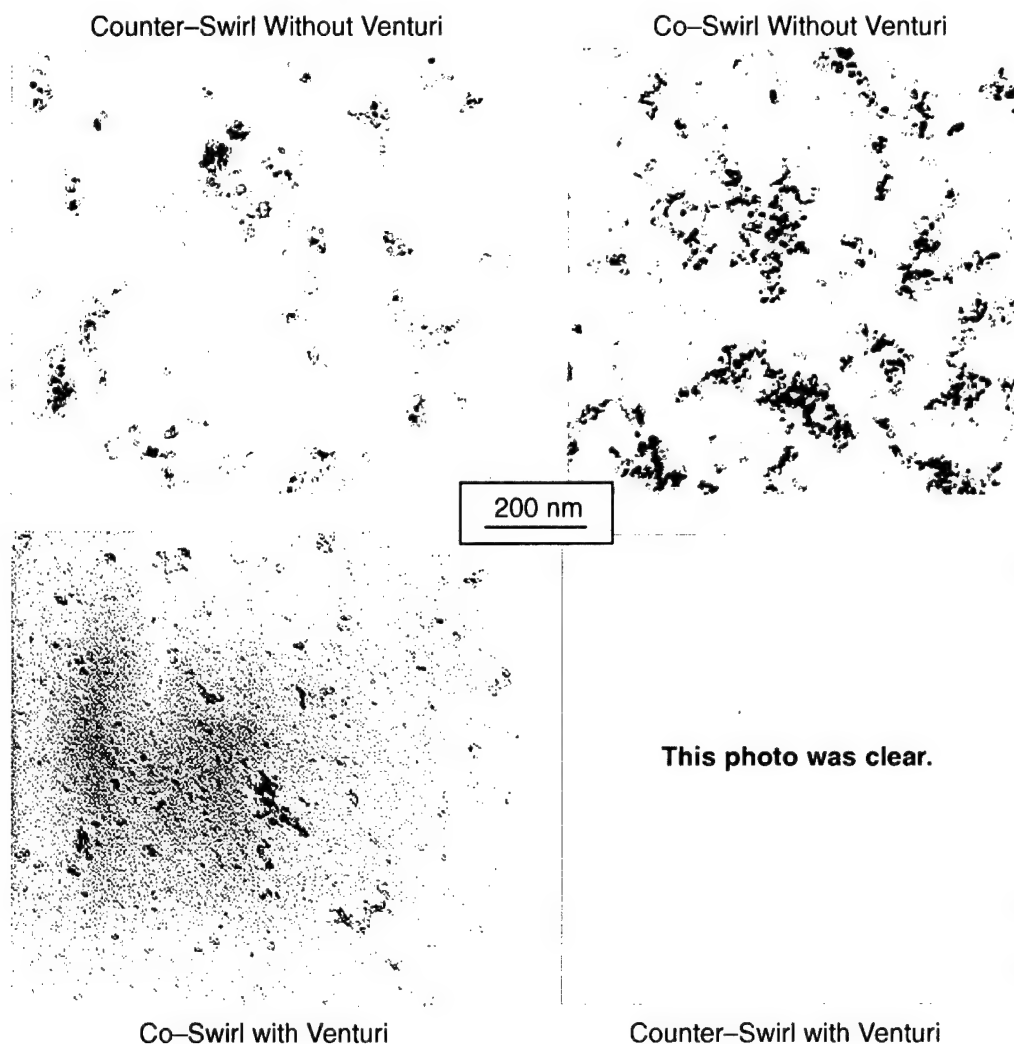 Counter–Swirl Without Venturi
Co–Swirl Without Venturi
200 nm
This photo was clear.
Co–Swirl with Venturi
Counter–Swirl with Venturi